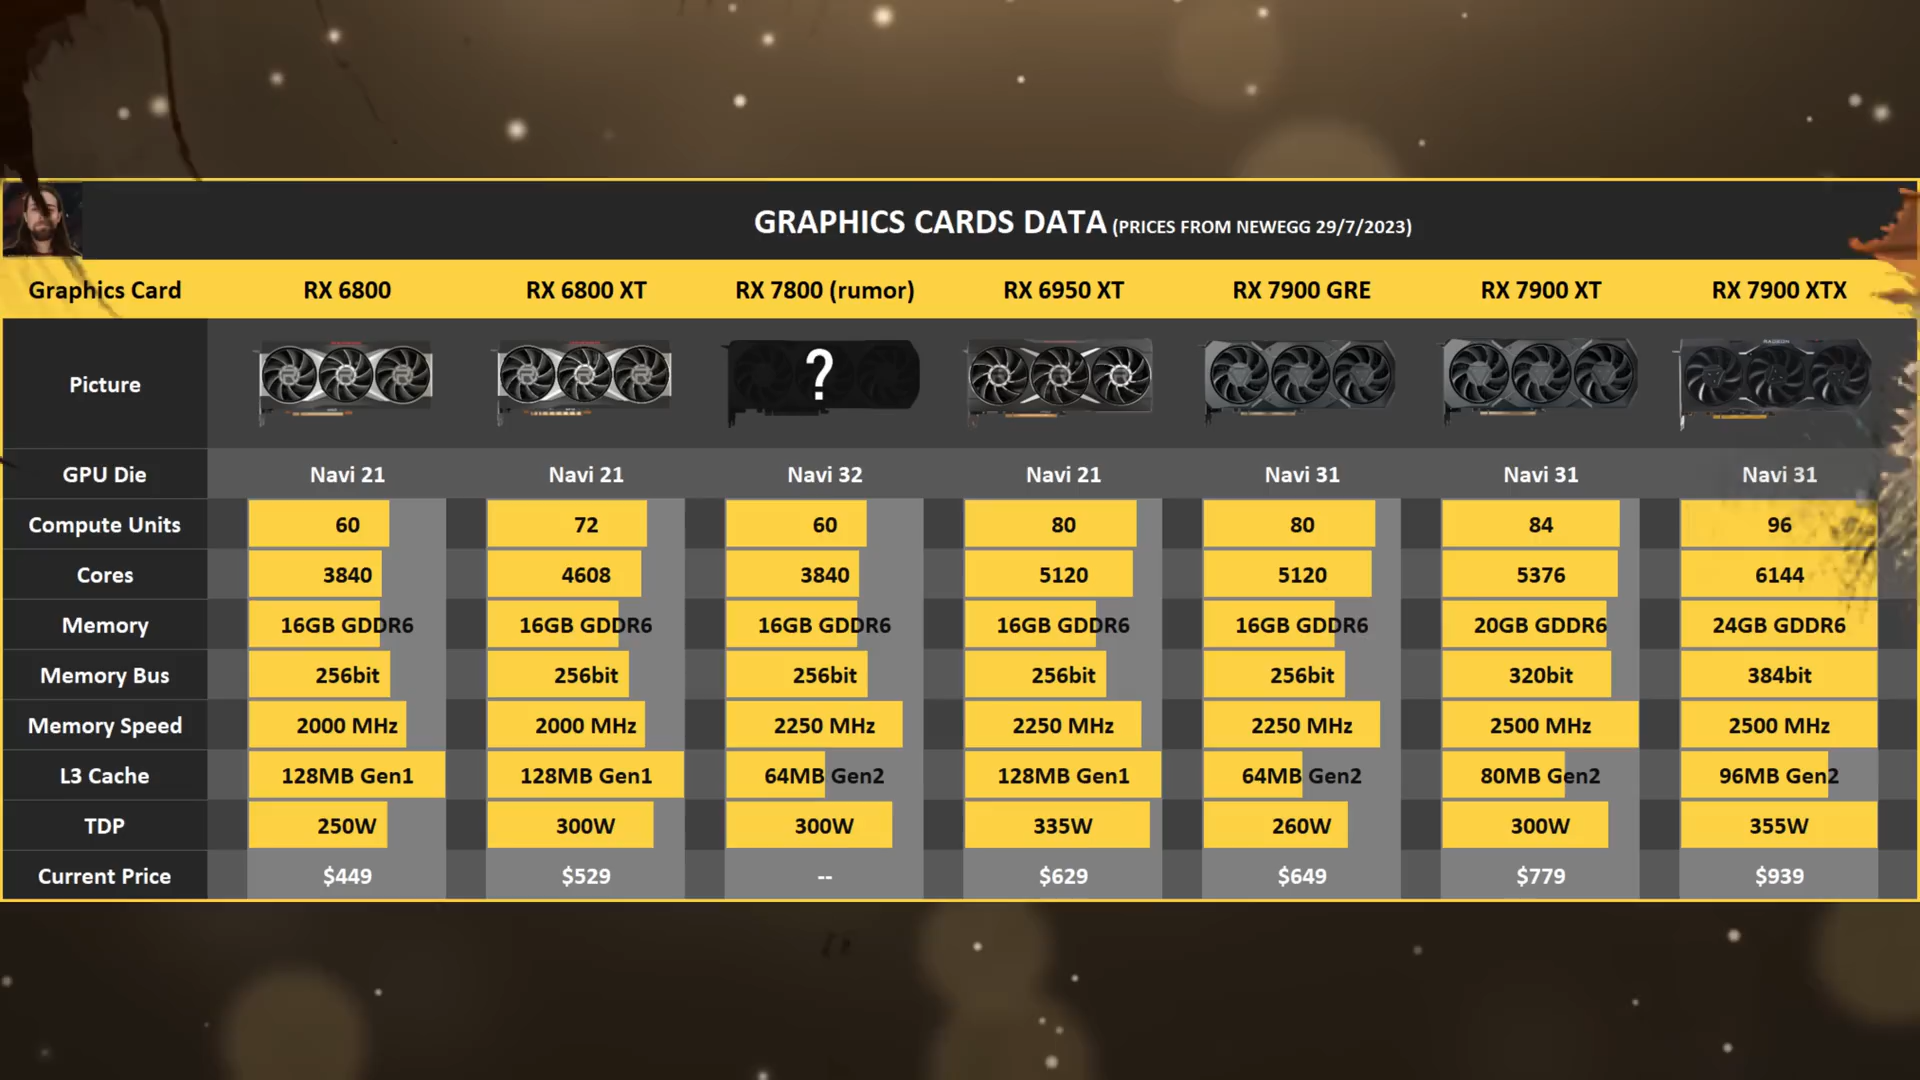 GRAPHICS CARDS DATA (PRICES FROM NEWEGG 29/7/2023)
Graphics Card RX 6800 RX 6800 XT RX 7800 (rumor) RX 6950 XT RX 7900 GRE RX 7900 XT RX 7900 XTX
Picture ?
GPU Die Navi 21 Navi 21 Navi 32 Navi 21 Navi 31 Navi 31 Navi 31
Compute Units 60 72 60 80 80 84 96
Cores 3840 4608 3840 5120 5120 5376 6144
Memory 16GB GDDR6 16GB GDDR6 16GB GDDR6 16GB GDDR6 16GB GDDR6 20GB GDDR6 24GB GDDR6
Memory Bus 256bit 256bit 256bit 256bit 256bit 320bit 384bit
Memory Speed 2000 MHz 2000 MHz 2250 MHz 2250 MHz 2250 MHz 2500 MHz 2500 MHz
L3 Cache 128MB Gen1 128MB Gen1 64MB Gen2 128MB Gen1 64MB Gen2 80MB Gen2 96MB Gen2
TDP 250W 300W 300W 335W 260W 300W 355W
Current Price $449 $529 -- $629 $649 $779 $939